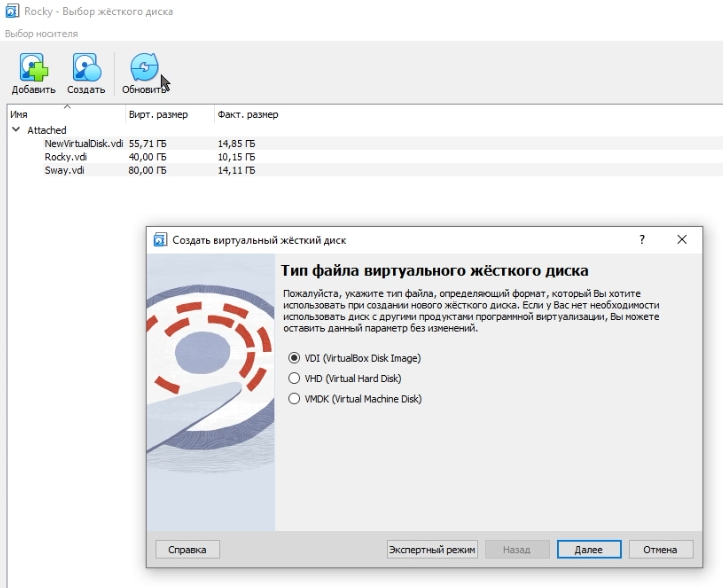 Rocky - Выбор жёсткого диска
Выбор носителя
Добавить Создать Обновить
Имя Вирт. размер Факт. размер
Attached
NewVirtualDisk.vdi 55,71 ГБ 14,85 ГБ
Rocky.vdi 40,00 ГБ 10,15 ГБ
Sway.vdi 80,00 ГБ 14,11 ГБ
Создать виртуальный жёсткий диск
Тип файла виртуального жёсткого диска
Пожалуйста, укажите тип файла, определяющий формат, который Вы хотите
использовать при создании нового жёсткого диска. Если у Вас нет необходимости
использовать диск с другими продуктами программной виртуализации, Вы можете
оставить данный параметр без изменений.
VDI (VirtualBox Disk Image)
VHD (Virtual Hard Disk)
VMDK (Virtual Machine Disk)
Справка Экспертный режим Назад Далее Отмена